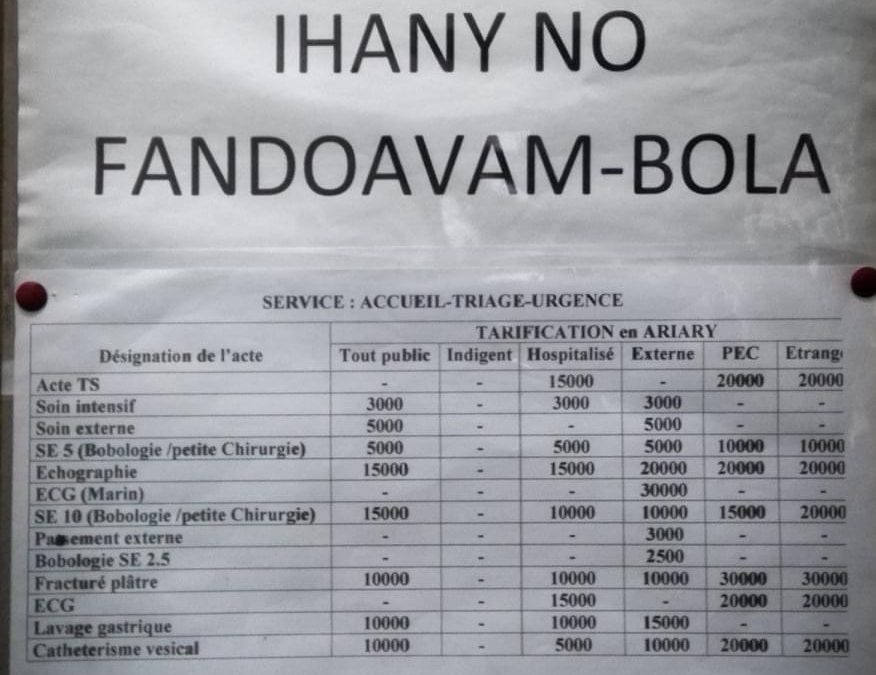 IHANY NO
FANDOAVAM-BOLA
SERVICE : ACCUEIL-TRIAGE-URGENCE
TARIFICATION en ARIARY
Désignation de l'acte Tout public Indigent Hospitalisé Externe PEC Etrang
Acte TS - - 15000 - 20000 20000
Soin intensif 3000 - 3000 3000 - -
Soin externe 5000 - - 5000 - -
SE 5 (Bobologie /petite Chirurgie) 5000 - 5000 5000 10000 10000
Echographie 15000 - 15000 20000 20000 20000
ECG (Marin) - - - 30000 - -
SE 10 (Bobologie /petite Chirurgie) 15000 - 10000 10000 15000 20000
externe - - - 3000 - -
Bobologie SE 2.5 - - - 2500 - -
Fracturé plâtre 10000 - 10000 10000 30000 30000
ECG - - 15000 - 20000 20000
Lavage gastrique 10000 - 10000 15000 - -
Catheterisme vesical 10000 - 5000 10000 20000 20000